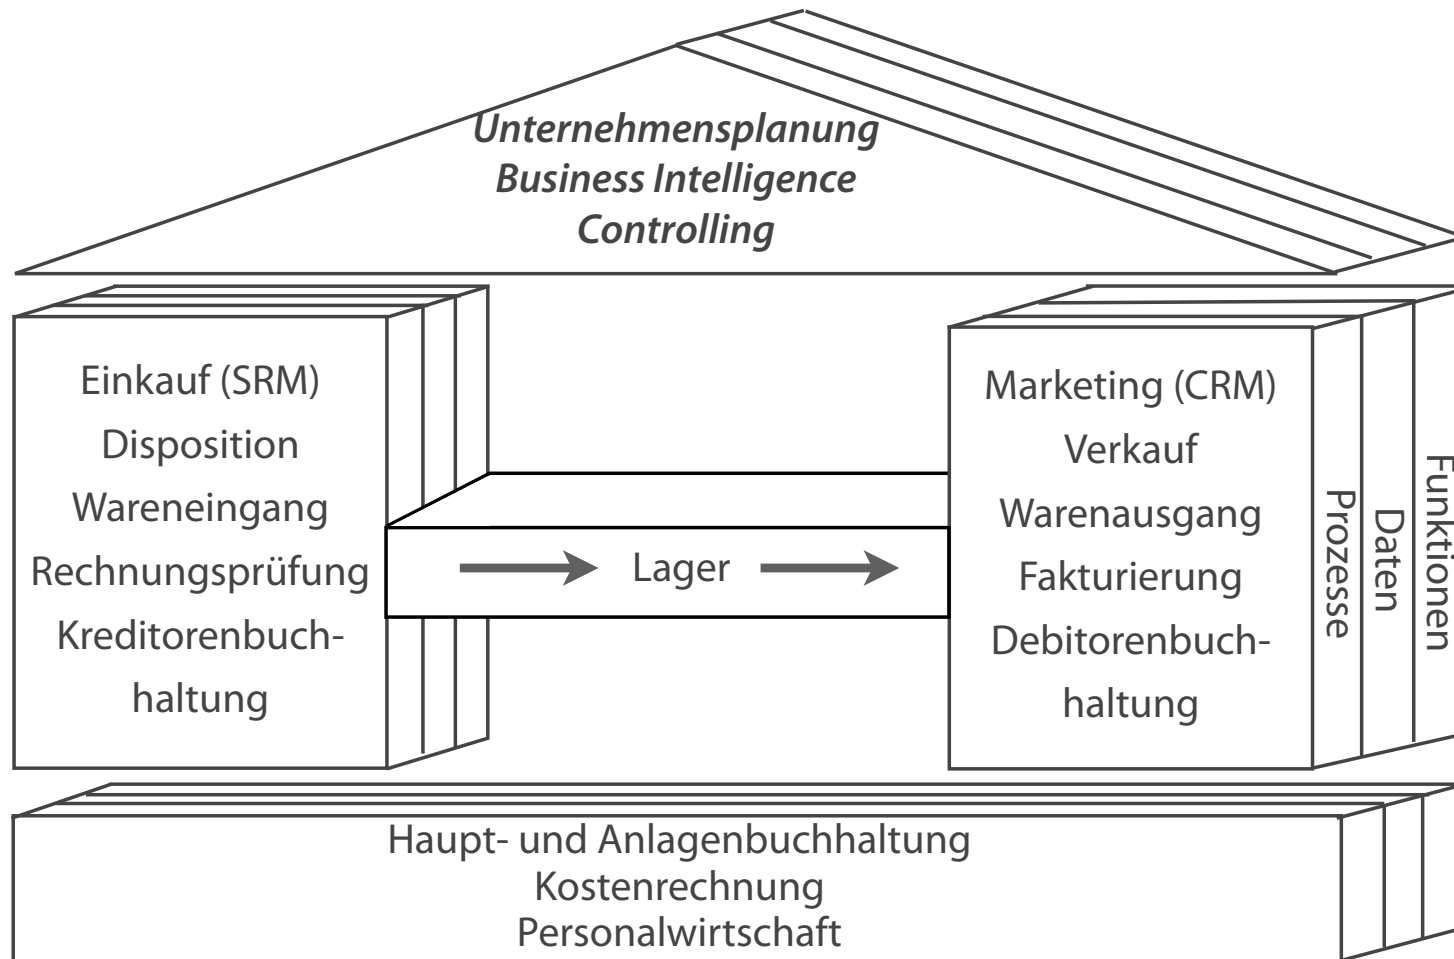 Unternehmensplanung
Business Intelligence
Controlling
Einkauf (SRM)
Disposition
Wareneingang
Rechnungsprüfung
Kreditorenbuch-
haltung
Lager
Marketing (CRM)
Verkauf
Warenausgang
Fakturierung
Debitorenbuch-
haltung
Prozesse
Daten
Funktionen
Haupt- und Anlagenbuchhaltung
Kostenrechnung
Personalwirtschaft